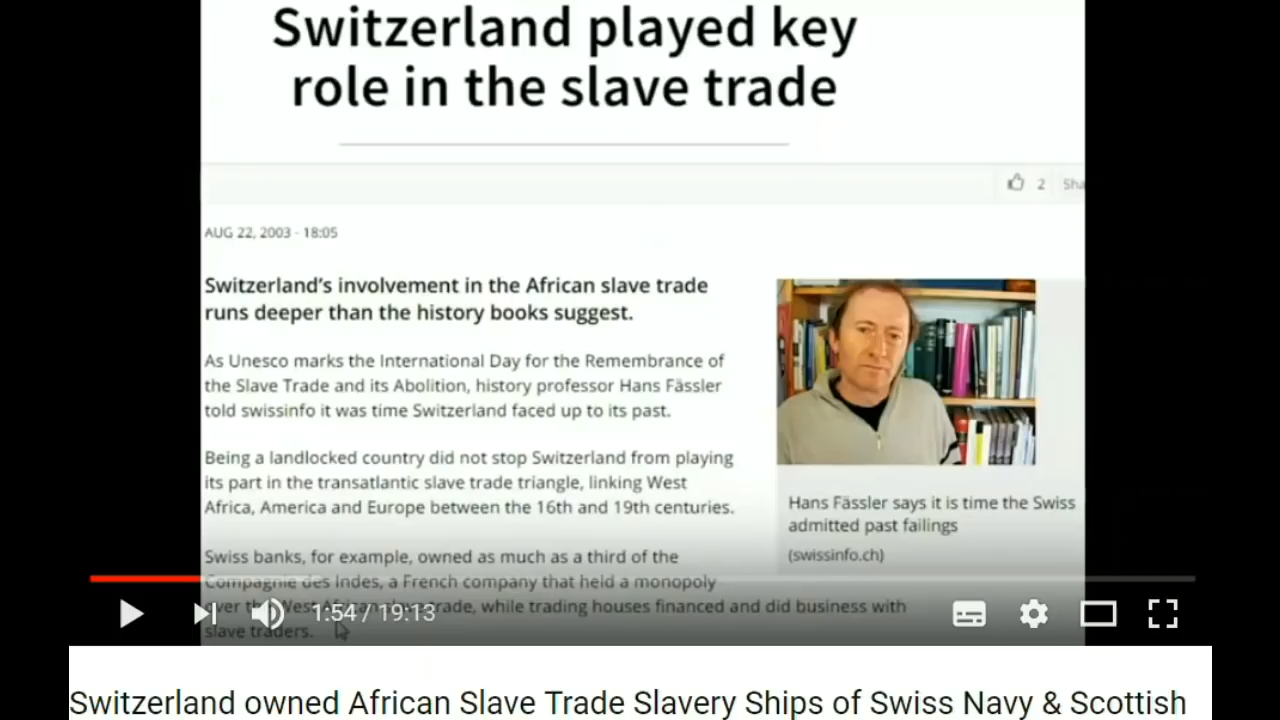 Switzerland played key
role in the slave trade
2 Sha
AUG 22, 2003 - 18:05
Switzerland's involvement in the African slave trade
runs deeper than the history books suggest.
As Unesco marks the International Day for the Remembrance of
the Slave Trade and its Abolition, history professor Hans Fässler
told swissinfo it was time Switzerland faced up to its past.
Being a landlocked country did not stop Switzerland from playing
its part in the transatlantic slave trade triangle, linking West
Africa, America and Europe between the 16th and 19th centuries.
Hans Fässler says it is time the Swiss
admitted past failings
(swissinfo.ch)
Swiss banks, for example, owned as much as a third of the
Compagnie des Indes, a French company that held a monopoly
over the West African slave trade, while trading houses financed and did business with
slave traders.
1:54 / 19:13
Switzerland owned African Slave Trade Slavery Ships of Swiss Navy & Scottish